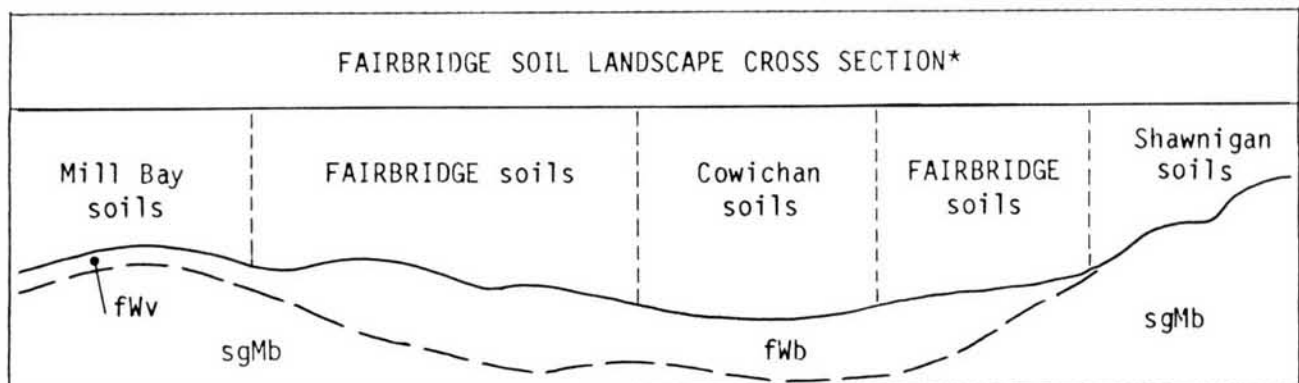 FAIRBRIDGE SOIL LANDSCAPE CROSS SECTION*
Mill Bay
soils
FAIRBRIDGE soils
Cowichan
soils
FAIRBRIDGE
soils
Shawnigan
soils
fWv
sgMb
fWb
sgMb